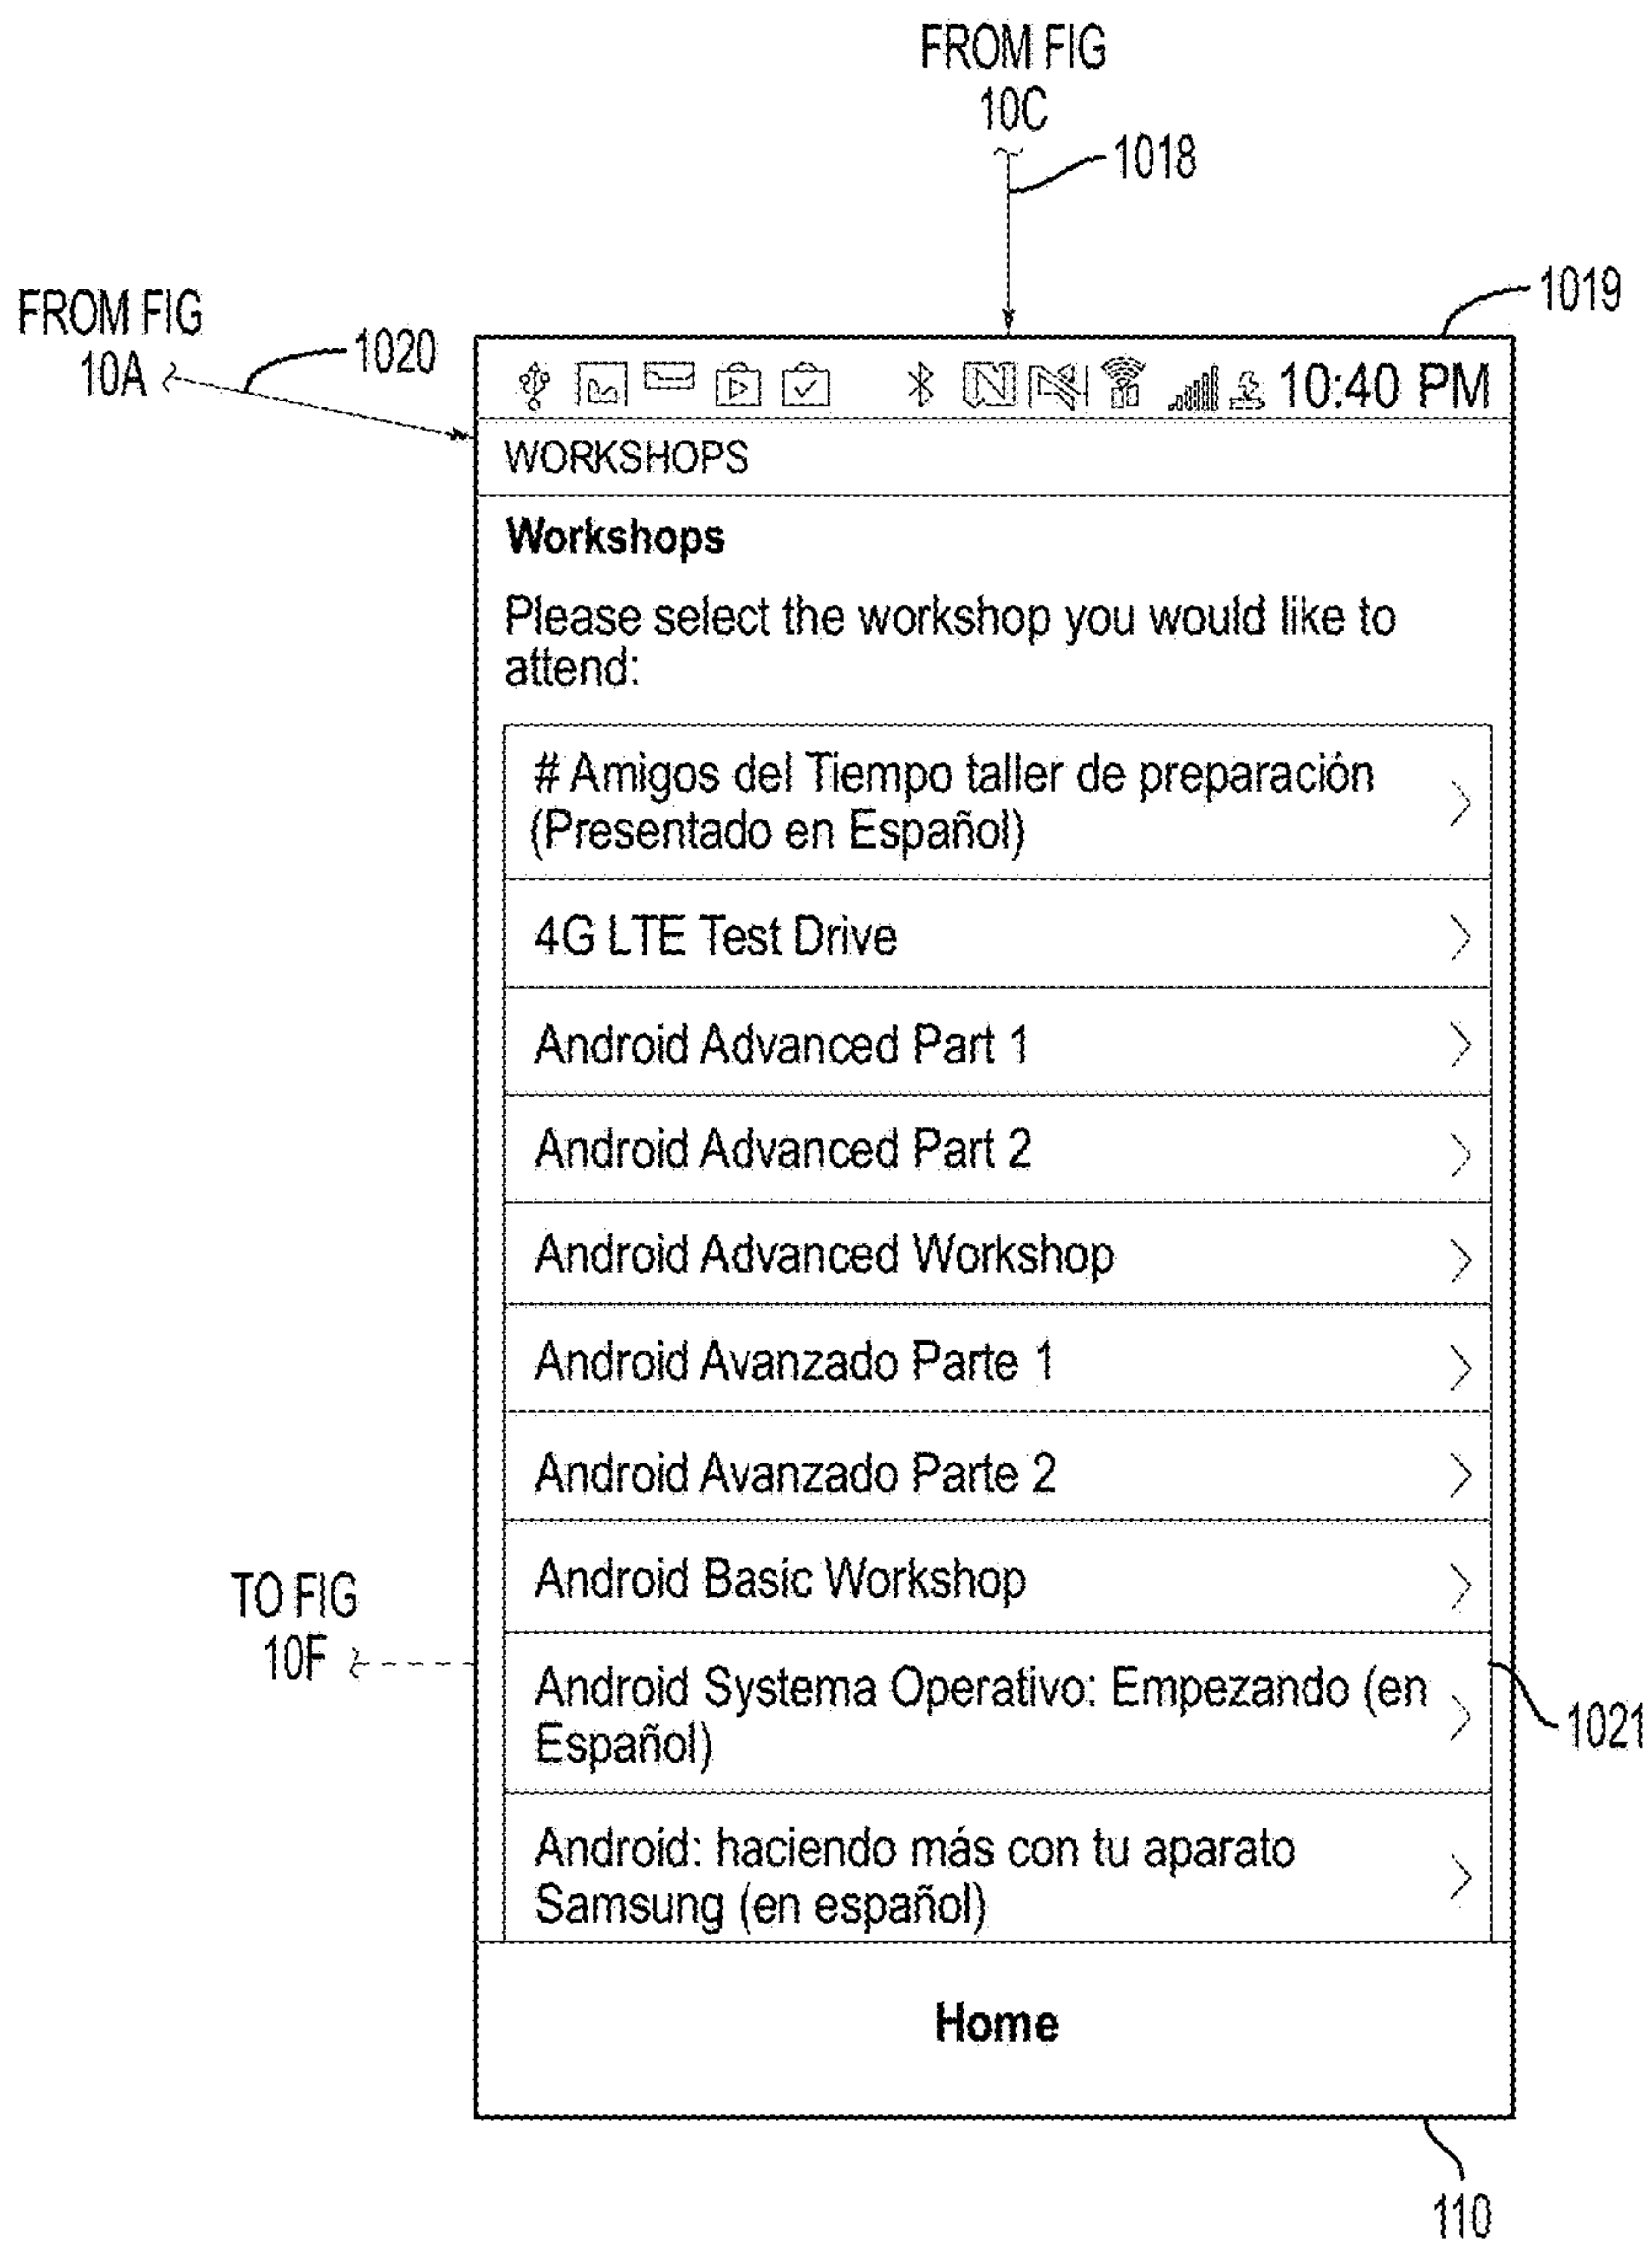 FROM FIG
10C
1018
1019
FROM FIG
10A
1020
10:40 PM
WORKSHOPS
Workshops
Please select the workshop you would like to
attend:
# Amigos del Tiempo taller de preparación
(Presentado en Español)
4G LTE Test Drive
Android Advanced Part 1
Android Advanced Part 2
Android Advanced Workshop
Android Avanzado Parte 1
Android Avanzado Parte 2
Android Basic Workshop
TO FIG
10F
Android Systema Operativo: Empezando (en
Español)
1021
Android: haciendo más con tu aparato
Samsung (en español)
Home
110